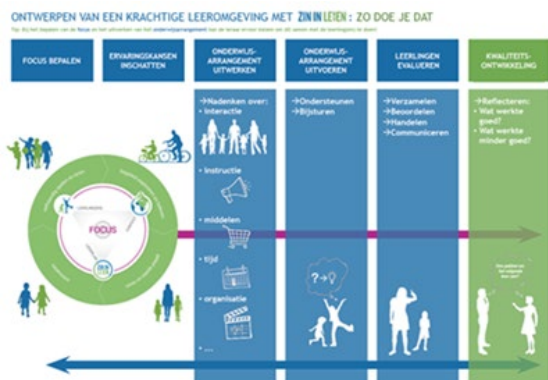 ONTWERPEN VAN EEN KRACHTIGE LEEROMGEVING MET ZIN IN LEREN : ZO DOE JE DAT
FOCUS BEPALEN
ERVARINGSKANSEN
INSCHATTEN
ONDERWIJS-
ARRANGEMENT
UITWERKEN
ONDERWIJS-
ARRANGEMENT
UITVOEREN
LEERLINGEN
EVALUEREN
KWALITEITS-
ONTWIKKELING
→Nadenken over:
• Interactie
• Instructie
• middelen
• tijd
• organisatie
• ...
→Ondersteunen
→Bijsturen
→Verzamelen
→Beoordelen
→Handelen
→Communiceren
→Reflecteren:
• Wat werkte
goed?
• Wat werkte
minder goed?
FOCUS